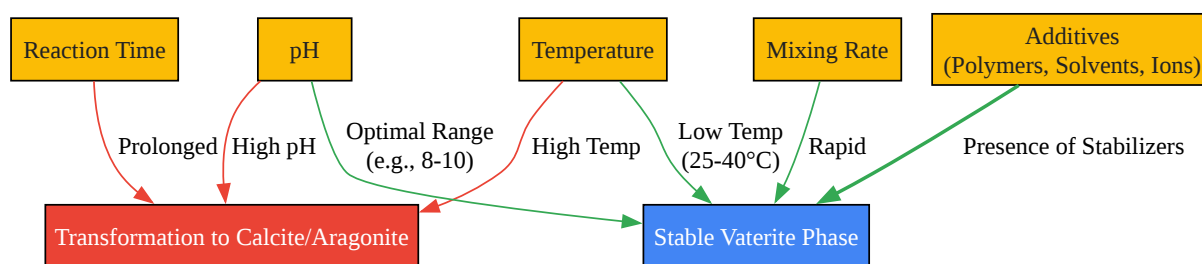 Reaction Time
pH
Temperature
Mixing Rate
Additives
(Polymers, Solvents, Ions)
Prolonged
High pH
Optimal Range
(e.g., 8-10)
High Temp
Low Temp
(25-40°C)
Rapid
Presence of Stabilizers
Transformation to Calcite/Aragonite
Stable Vaterite Phase